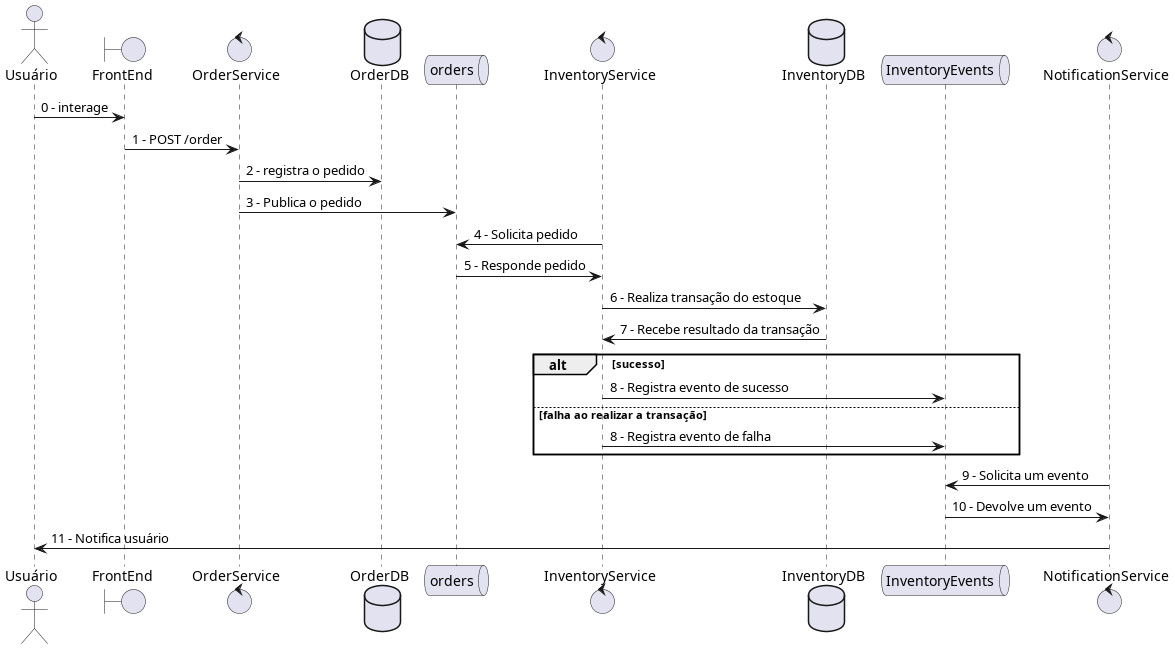 Usuário
FrontEnd
OrderService
OrderDB
orders
InventoryService
InventoryDB
InventoryEvents
NotificationService
0 - interage
1 - POST /order
2 - registra o pedido
3 - Publica o pedido
4 - Solicita pedido
5 - Responde pedido
6 - Realiza transação do estoque
7 - Recebe resultado da transação
alt [sucesso]
8 - Registra evento de sucesso
[falha ao realizar a transação]
8 - Registra evento de falha
9 - Solicita um evento
10 - Devolve um evento
11 - Notifica usuário
Usuário
FrontEnd
OrderService
OrderDB
orders
InventoryService
InventoryDB
InventoryEvents
NotificationService